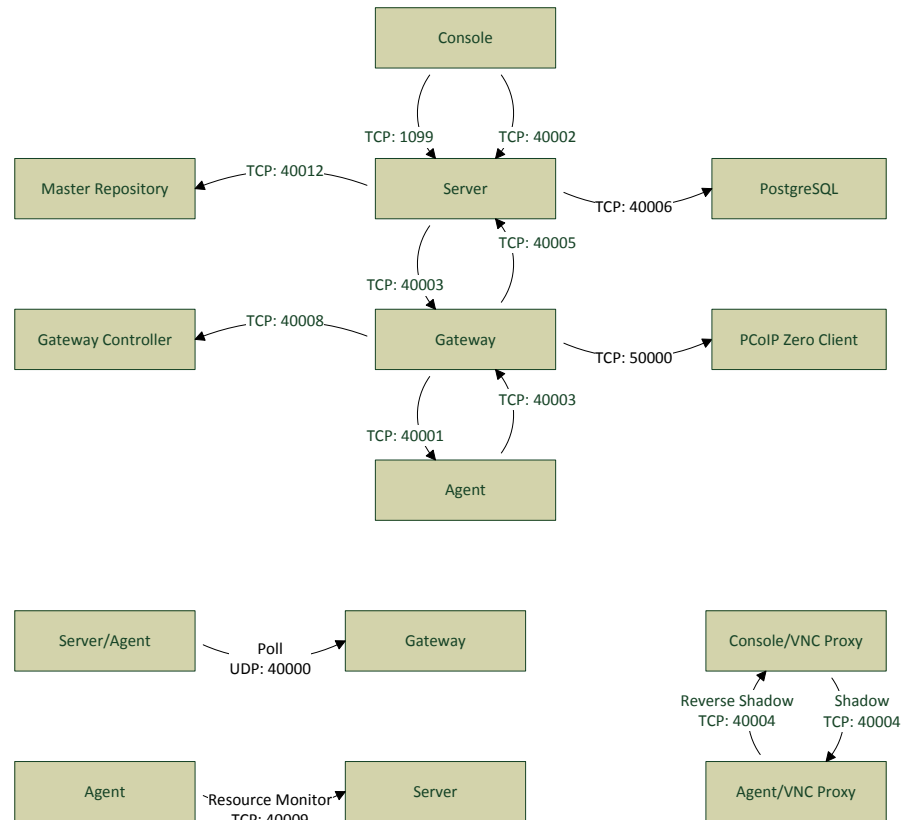 Console
TCP: 1099
TCP: 40002
Master Repository
TCP: 40012
Server
TCP: 40006
PostgreSQL
TCP: 40005
TCP: 40003
Gateway Controller
TCP: 40008
Gateway
TCP: 50000
PCoIP Zero Client
TCP: 40003
TCP: 40001
Agent
Server/Agent
Poll
UDP: 40000
Gateway
Console/VNC Proxy
Reverse Shadow
TCP: 40004
Shadow
TCP: 40004
Agent
Resource Monitor
TCP: 40009
Server
Agent/VNC Proxy